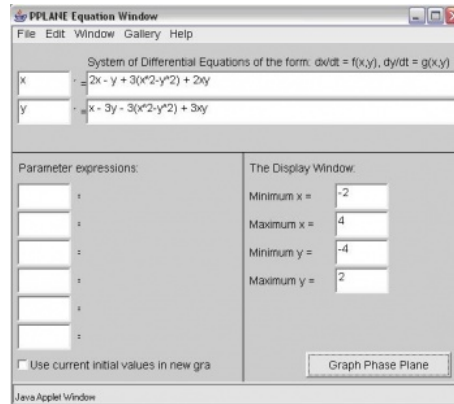 PPLANE Equation Window
File Edit Window Gallery Help
System of Differential Equations of the form: dx/dt = f(x,y), dy/dt = g(x,y)
x ' = 2x - y + 3(x^2-y^2) + 2xy
y ' = x - 3y - 3(x^2-y^2) + 3xy
Parameter expressions:
=
=
=
=
=
=
Use current initial values in new gra
The Display Window:
Minimum x = -2
Maximum x = 4
Minimum y = -4
Maximum y = 2
Graph Phase Plane
Java Applet Window